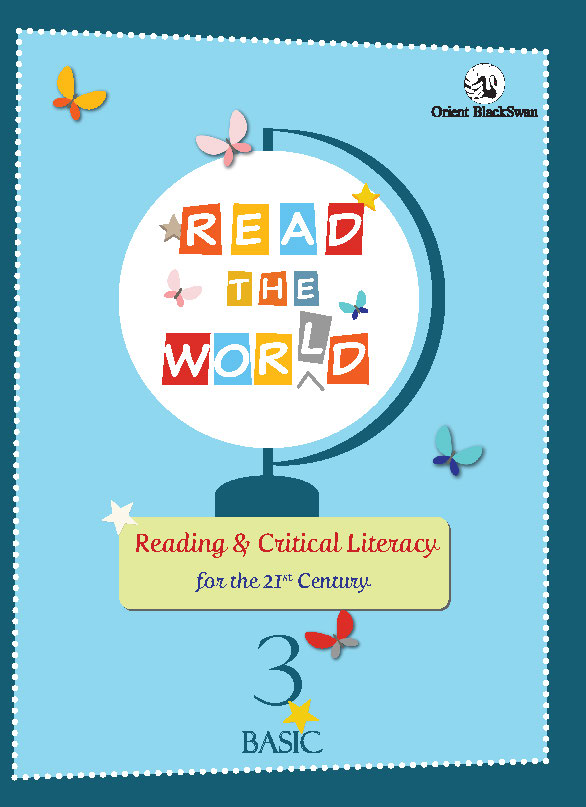 Orient BlackSwan
READ
THE
WORLD
Reading & Critical Literacy
for the 21st Century
3
BASIC